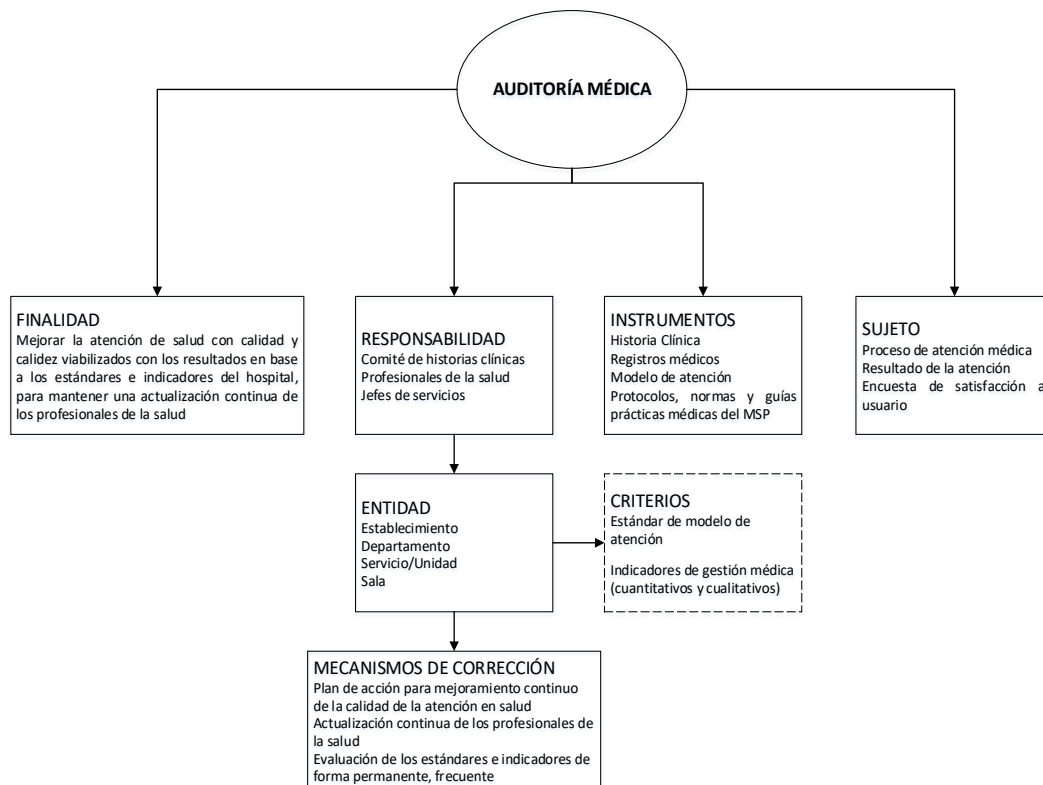 AUDITORÍA MÉDICA
FINALIDAD
Mejorar la atención de salud con calidad y
calidez viabilizados con los resultados en base
a los estándares e indicadores del hospital,
para mantener una actualización continua de
los profesionales de la salud
RESPONSABILIDAD
Comité de historias clínicas
Profesionales de la salud
Jefes de servicios
INSTRUMENTOS
Historia Clínica
Registros médicos
Modelo de atención
Protocolos, normas y guías
prácticas médicas del MSP
SUJETO
Proceso de atención médica
Resultado de la atención
Encuesta de satisfacción a
usuario
ENTIDAD
Establecimiento
Departamento
Servicio/Unidad
Sala
CRITERIOS
Estándar de modelo de
atención
Indicadores de gestión médica
(cuantitativos y cualitativos)
MECANISMOS DE CORRECCIÓN
Plan de acción para mejoramiento continuo
de la calidad de la atención en salud
Actualización continua de los profesionales de
la salud
Evaluación de los estándares e indicadores de
forma permanente, frecuente